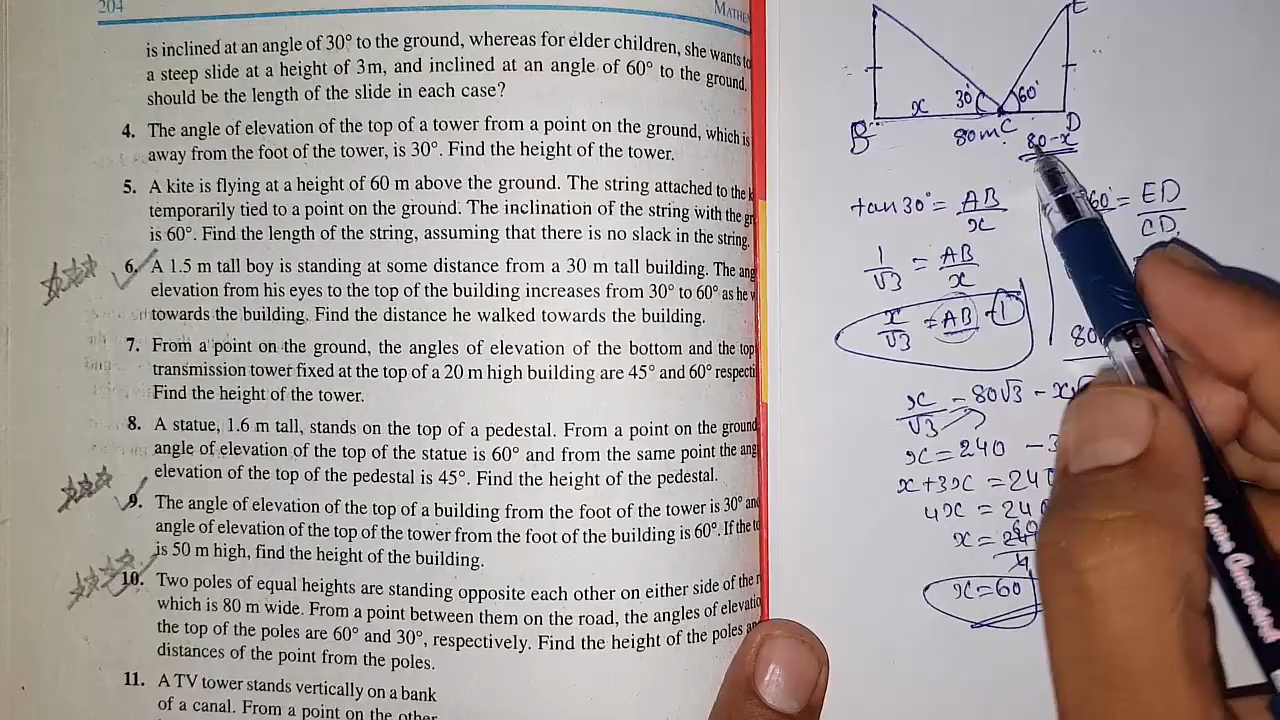 204
MATHE
is inclined at an angle of 30° to the ground, whereas for elder children, she wants to
a steep slide at a height of 3m, and inclined at an angle of 60° to the ground.
should be the length of the slide in each case?
4. The angle of elevation of the top of a tower from a point on the ground, which is
away from the foot of the tower, is 30°. Find the height of the tower.
5. A kite is flying at a height of 60 m above the ground. The string attached to the k
temporarily tied to a point on the ground. The inclination of the string with the gr
is 60°. Find the length of the string, assuming that there is no slack in the string.
6. A 1.5 m tall boy is standing at some distance from a 30 m tall building. The ang
elevation from his eyes to the top of the building increases from 30° to 60° as he w
towards the building. Find the distance he walked towards the building.
7. From a point on the ground, the angles of elevation of the bottom and the top
transmission tower fixed at the top of a 20 m high building are 45° and 60° respecti
Find the height of the tower.
8. A statue, 1.6 m tall, stands on the top of a pedestal. From a point on the ground
angle of elevation of the top of the statue is 60° and from the same point the ang
elevation of the top of the pedestal is 45°. Find the height of the pedestal.
9. The angle of elevation of the top of a building from the foot of the tower is 30° and
angle of elevation of the top of the tower from the foot of the building is 60°. If the to
is 50 m high, find the height of the building.
10. Two poles of equal heights are standing opposite each other on either side of the r
which is 80 m wide. From a point between them on the road, the angles of elevatio
the top of the poles are 60° and 30°, respectively. Find the height of the poles a
distances of the point from the poles.
11. A TV tower stands vertically on a bank
of a canal. From a point on the other
E
x 30° 60°
B 80m C D
80-x
tan 30° = AB/x
1/√3 = AB/x
x/√3 = AB - 1
60° = ED/CD
80
x/√3 = 80√3 - x√
x = 240 - 3
x+3x = 240
4x = 240
x = 240/4 60
x = 60